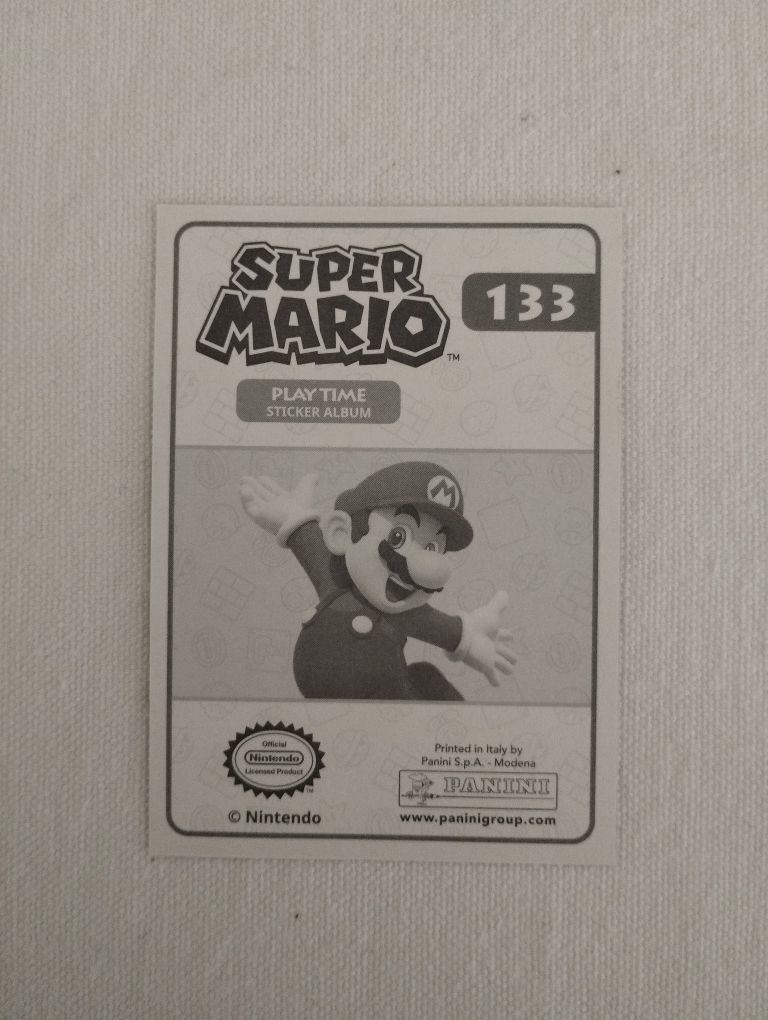 SUPER
MARIO™
133
PLAY TIME
STICKER ALBUM
M
Official
Nintendo
Licensed Product
TM
© Nintendo
Printed in Italy by
Panini S.p.A. - Modena
PANINI
www.paninigroup.com